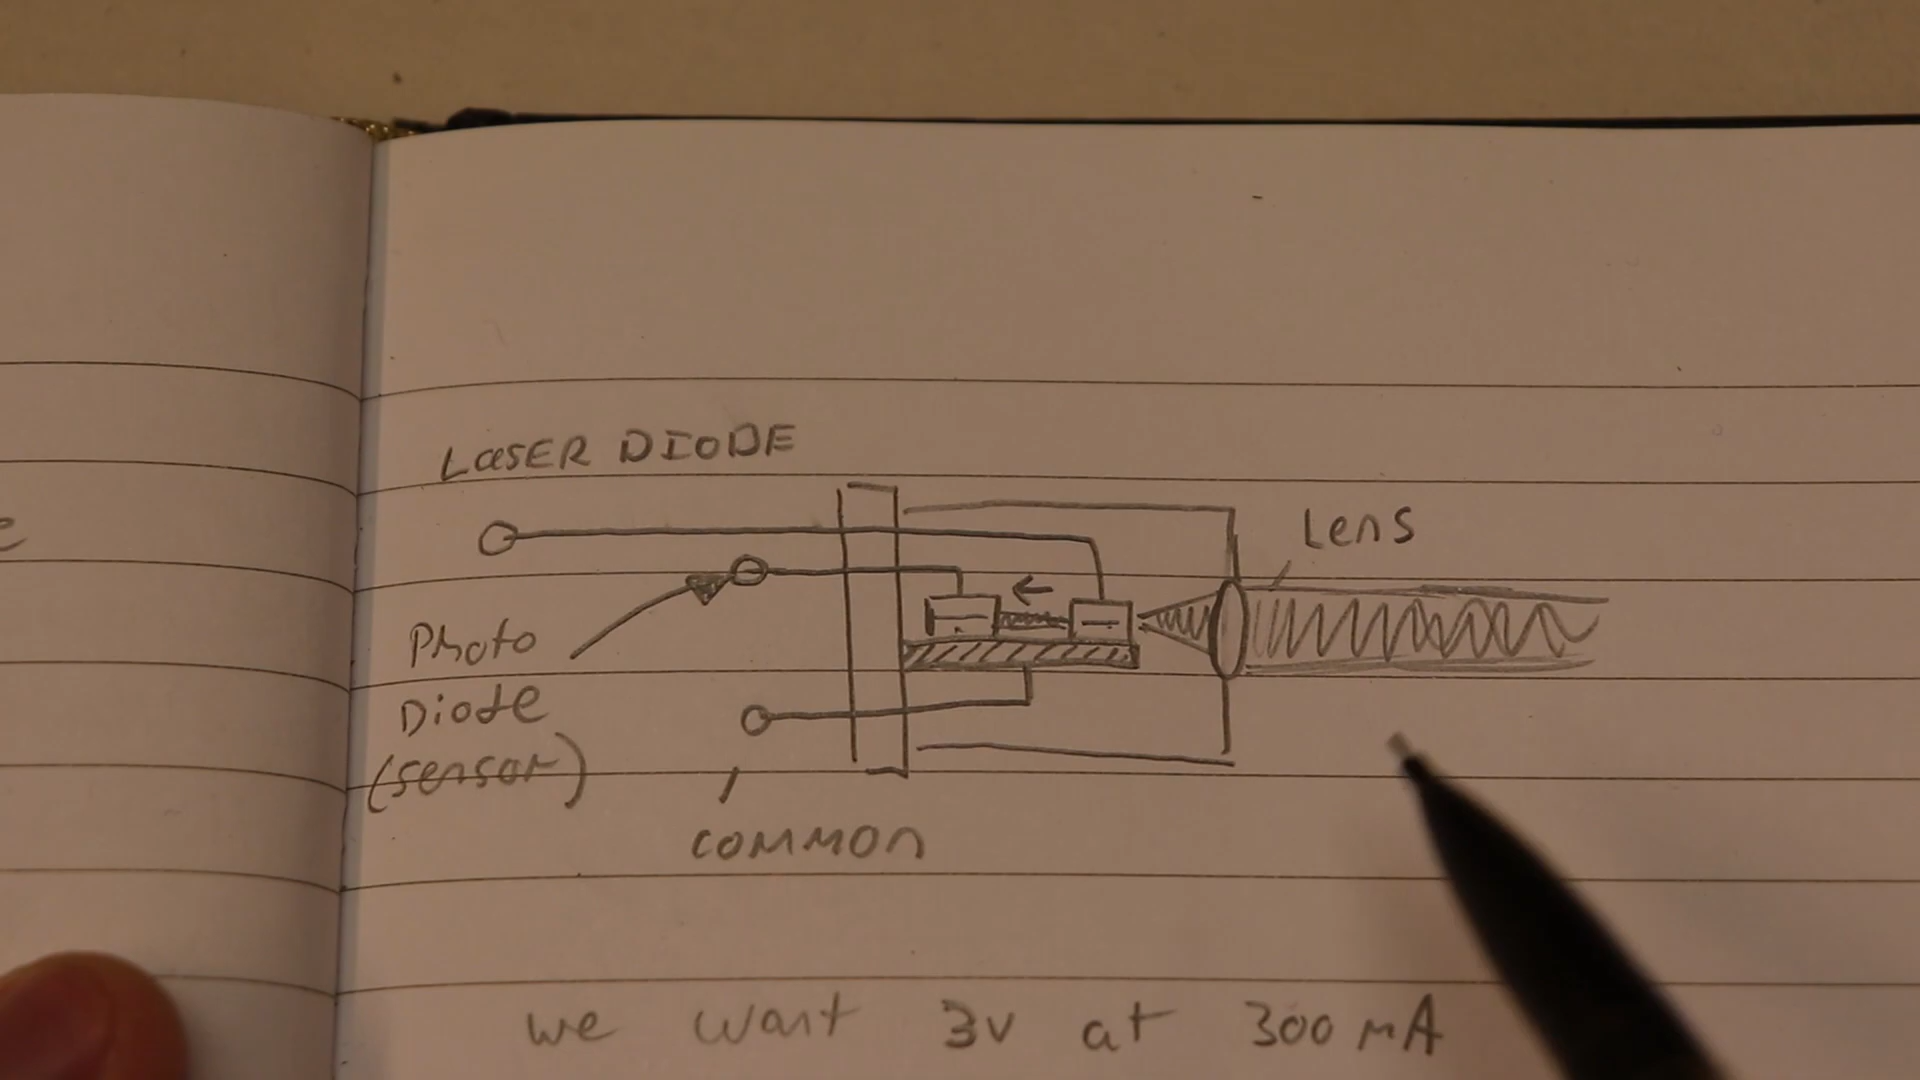 LaSER DIODE
Lens
Photo
Diode
(sensor)
COMMON
we want 3v at 300 mA